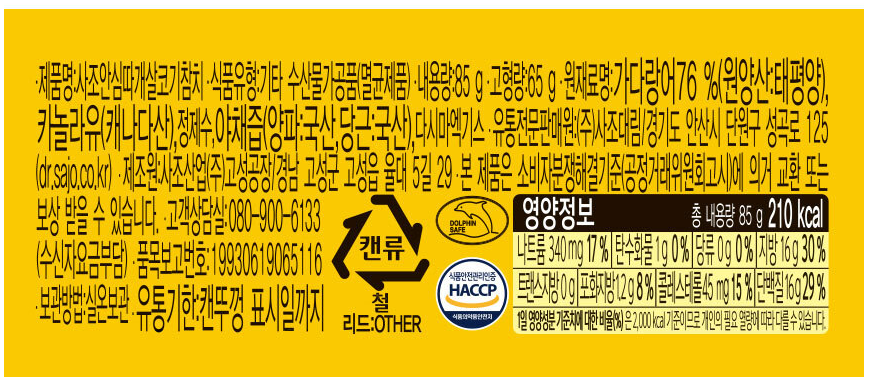 ·제품명:사조안심따개살코기참치 ·식품유형:기타 수산물가공품(멸균제품) ·내용량:85 g ·고형량:65 g ·원재료명:가다랑어76 %(원양산:태평양),
카놀라유(캐나다산),정제수,야채즙(양파:국산,당근:국산),다시마엑기스 ·유통전문판매원:(주)사조대림/경기도 안산시 단원구 성곡로 125
(dr.sajo.co.kr) ·제조원:사조산업(주)고성공장/경남 고성군 고성읍 율대 5길 29 ·본 제품은 소비자분쟁해결기준(공정거래위원회고시)에 의거 교환 또는
보상 받을 수 있습니다. ·고객상담실:080-900-6133
(수신자요금부담) ·품목보고번호:19930619065116
·보관방법:실온보관 ·유통기한:캔뚜껑 표시일까지
캔류
철
리드:OTHER
DOLPHIN
SAFE
식품안전관리인증
HACCP
식품의약품안전처
영양정보 총 내용량 85 g 210 kcal
나트륨 340 mg 17 % 탄수화물 1 g 0 % 당류 0 g 0 % 지방 16 g 30 %
트랜스지방 0 g 포화지방 1.2 g 8 % 콜레스테롤 45 mg 15 % 단백질 16 g 29 %
1일 영양성분 기준치에 대한 비율(%)은 2,000 kcal 기준이므로 개인의 필요 열량에 따라 다를 수 있습니다.